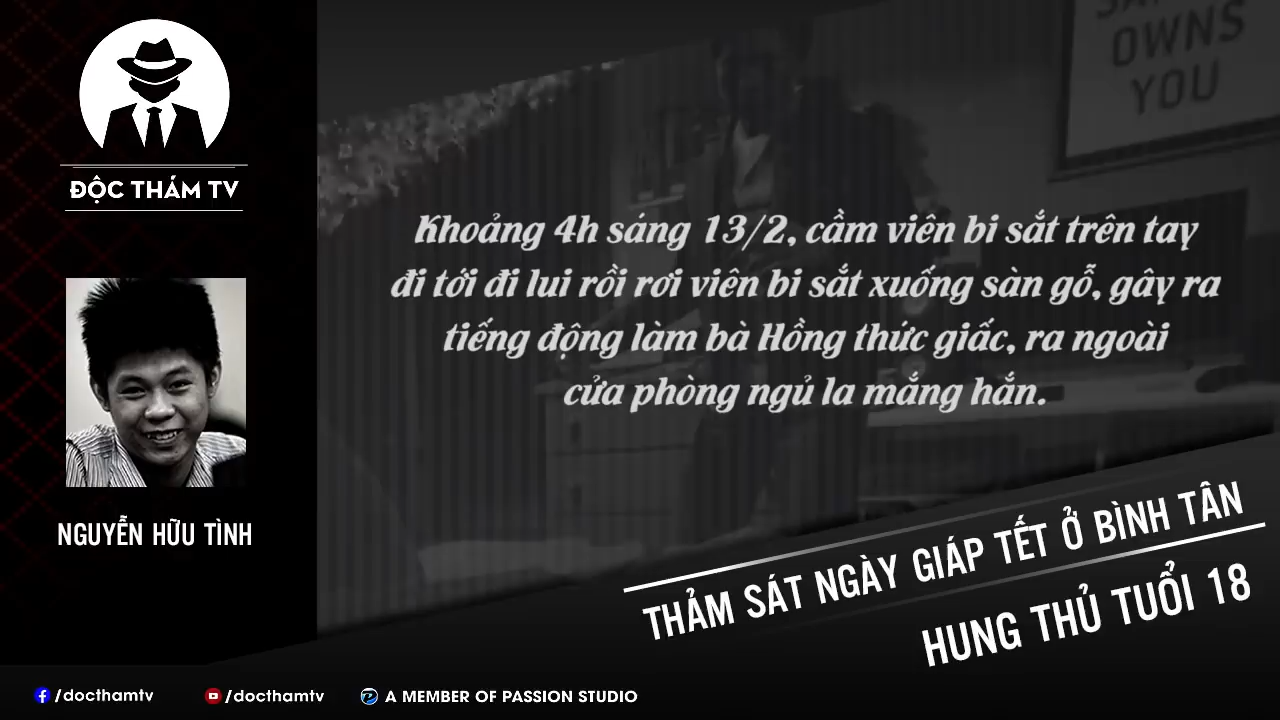 ĐỘC THÁM TV
NGUYỄN HỮU TÌNH
OWNS
YOU
Khoảng 4h sáng 13/2, cầm viên bi sắt trên tay
đi tới đi lui rồi rơi viên bi sắt xuống sàn gỗ, gây ra
tiếng động làm bà Hồng thức giấc, ra ngoài
cửa phòng ngủ la mắng hắn.
THẢM SÁT NGÀY GIÁP TẾT Ở BÌNH TÂN
HUNG THỦ TUỔI 18
/docthamtv
/docthamtv
A MEMBER OF PASSION STUDIO